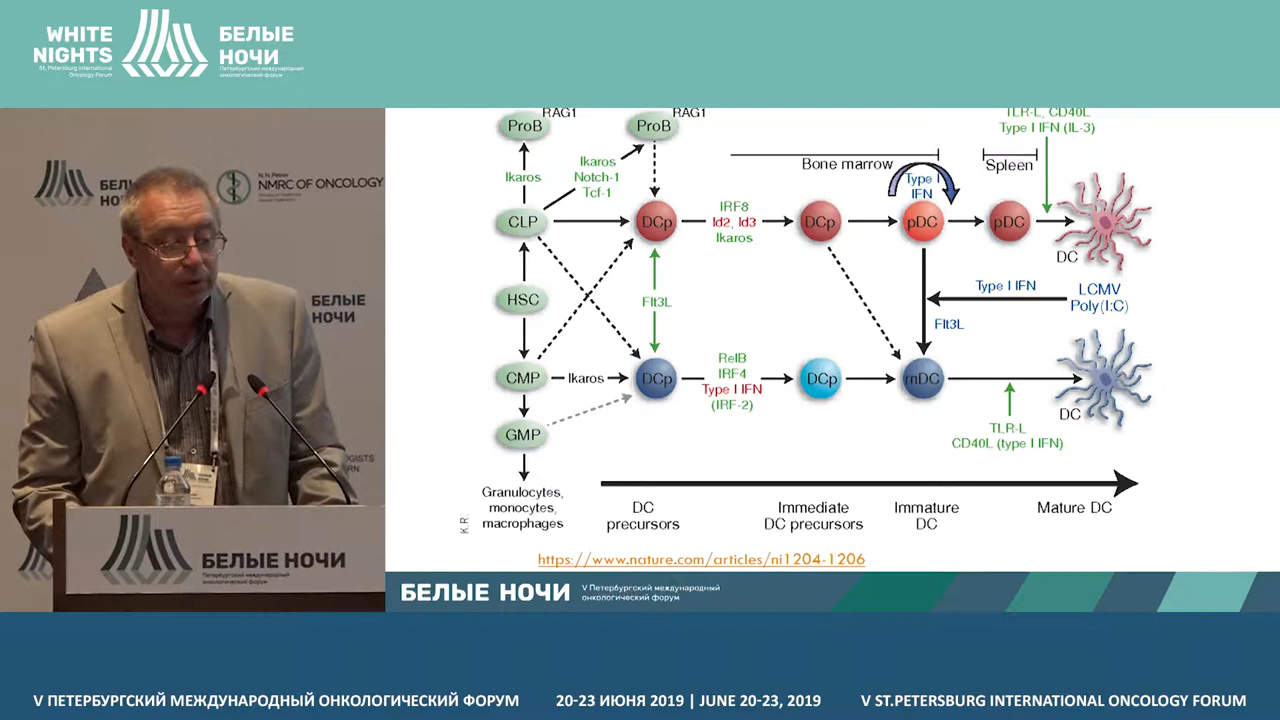 WHITE
NIGHTS
St. Petersburg International
Oncology Forum
БЕЛЫЕ
НОЧИ
Петербургский международный
онкологический форум
БЕЛЫЕ
N.N. Petrov
NMRC OF ONCOLOGY
БЕЛЫЕ
НОЧИ
БЕЛЫЕ НОЧИ
Петербургский международный
онкологический форум
RAG1
RAG1
ProB
ProB
TLR-L, CD40L
Type I IFN (IL-3)
Ikaros
Ikaros
Notch-1
Tcf-1
Bone marrow
Spleen
Type I
IFN
CLP
DCp
IRF8
Id2, Id3
Ikaros
DCp
pDC
pDC
DC
HSC
Flt3L
Type I IFN
LCMV
Poly(I:C)
Flt3L
CMP
Ikaros
DCp
RelB
IRF4
Type I IFN
(IRF-2)
DCp
mDC
DC
GMP
TLR-L
CD40L (type I IFN)
Granulocytes,
monocytes,
macrophages
K.R.
DC
precursors
Immediate
DC precursors
Immature
DC
Mature DC
https://www.nature.com/articles/ni1204-1206
БЕЛЫЕ НОЧИ
V Петербургский международный
онкологический форум
V ПЕТЕРБУРГСКИЙ МЕЖДУНАРОДНЫЙ ОНКОЛОГИЧЕСКИЙ ФОРУМ
20-23 ИЮНЯ 2019 | JUNE 20-23, 2019
V ST.PETERSBURG INTERNATIONAL ONCOLOGY FORUM